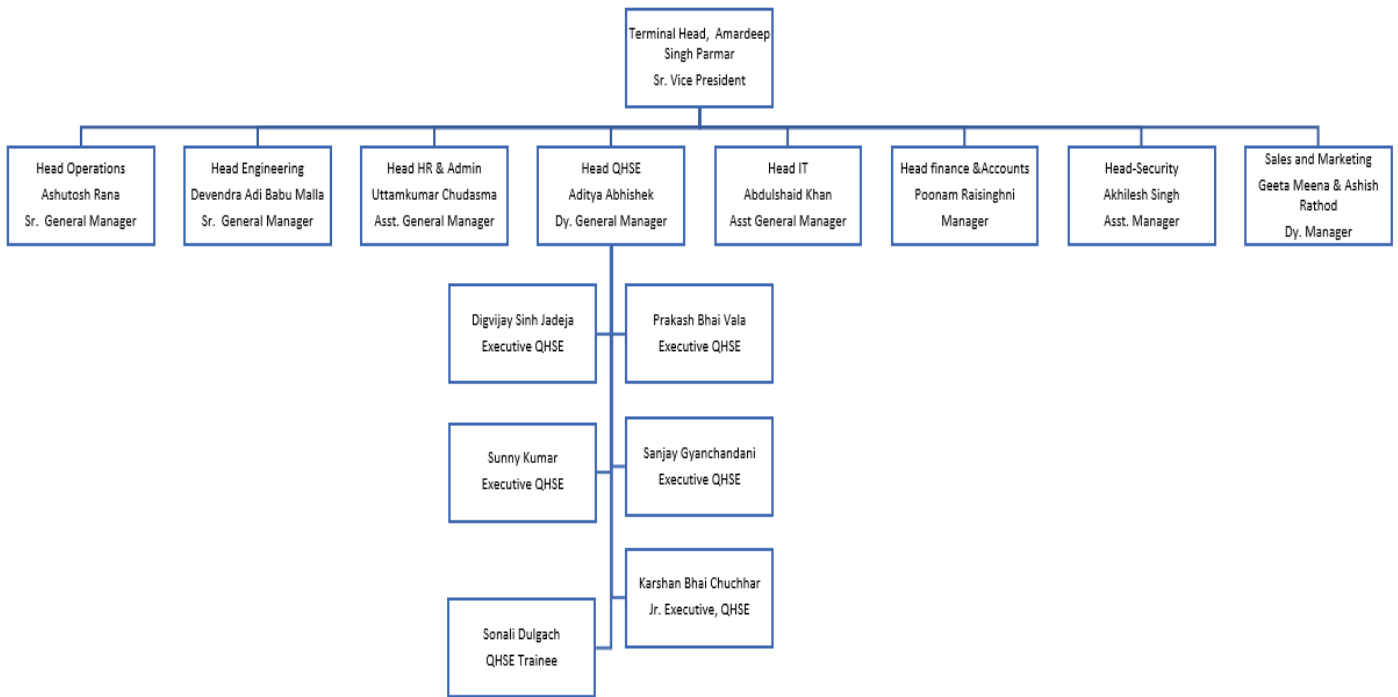 Terminal Head,  Amardeep
Singh Parmar
Sr. Vice President
Head Operations
Ashutosh Rana
Sr.  General Manager
Head Engineering
Devendra Adi Babu Malla
Sr.  General Manager
Head HR & Admin
Uttamkumar Chudasma
Asst. General Manager
Head QHSE
Aditya Abhishek
Dy. General Manager
Head IT
Abdulshaid Khan
Asst General Manager
Head finance &Accounts
Poonam Raisinghni
Manager
Head-Security
Akhilesh Singh
Asst. Manager
Sales and Marketing
Geeta Meena & Ashish
Rathod
Dy. Manager
Digvijay Sinh Jadeja
Executive QHSE
Prakash Bhai Vala
Executive QHSE
Sunny Kumar
Executive QHSE
Sanjay Gyanchandani
Executive QHSE
Karshan Bhai Chuchhar
Jr. Executive, QHSE
Sonali Dulgach
QHSE Trainee